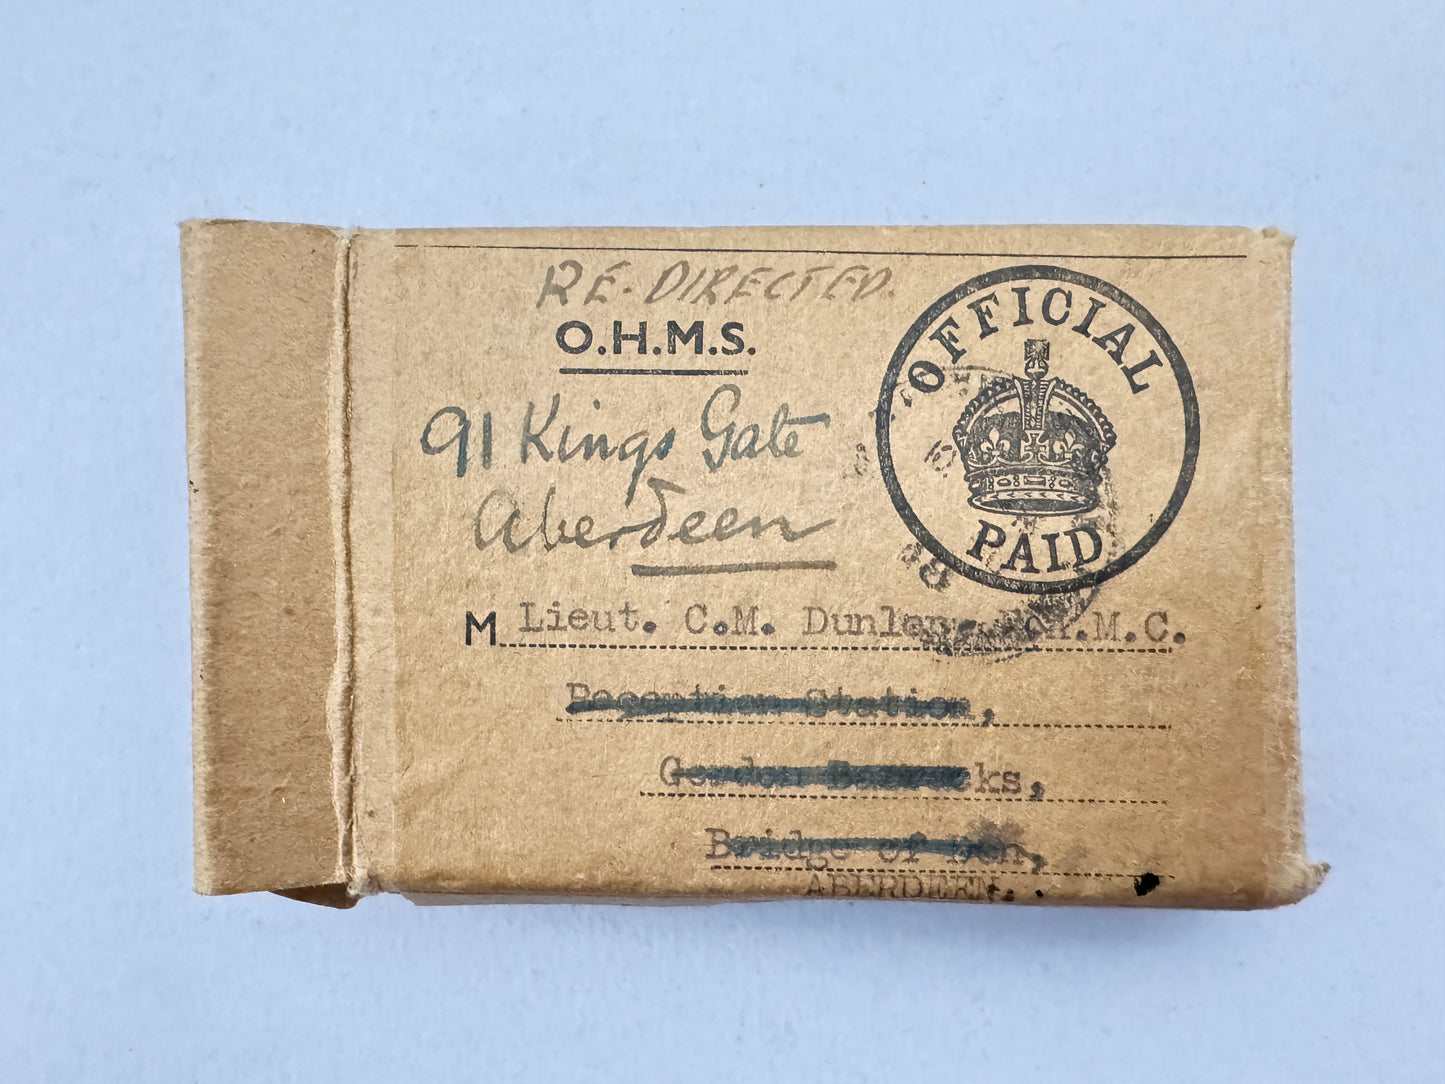 RE-DIRECTED.
O.H.M.S.
OFFICIAL
PAID
91 Kings Gate
Aberdeen
M Lieut. C.M. Dunlop, .M.C.
Reception Station,
Gordon Barracks,
Bridge of Don,
ABERDEEN.